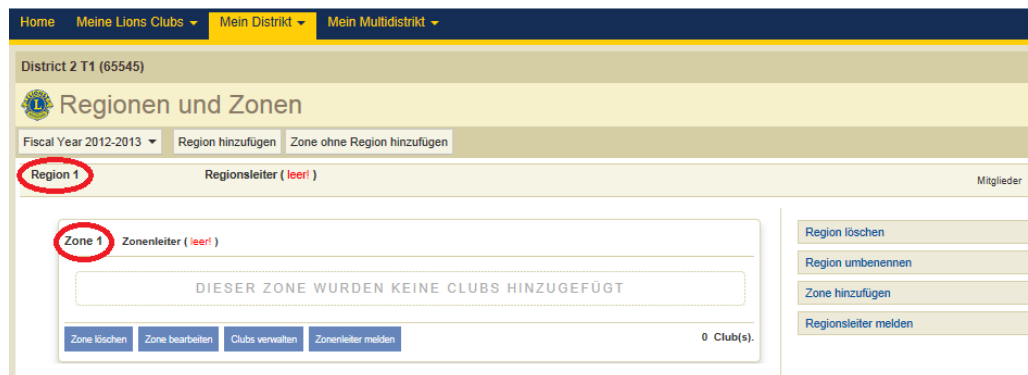 Home Meine Lions Clubs Mein Distrikt Mein Multidistrikt
District 2 T1 (65545)
Regionen und Zonen
Fiscal Year 2012-2013 Region hinzufügen Zone ohne Region hinzufügen
Region 1 Regionsleiter ( leer! )
Mitglieder
Zone 1 Zonenleiter ( leer! )
DIESER ZONE WURDEN KEINE CLUBS HINZUGEFÜGT
Zone löschen Zone bearbeiten Clubs verwalten Zonenleiter melden 0 Club(s).
Region löschen
Region umbenennen
Zone hinzufügen
Regionsleiter melden